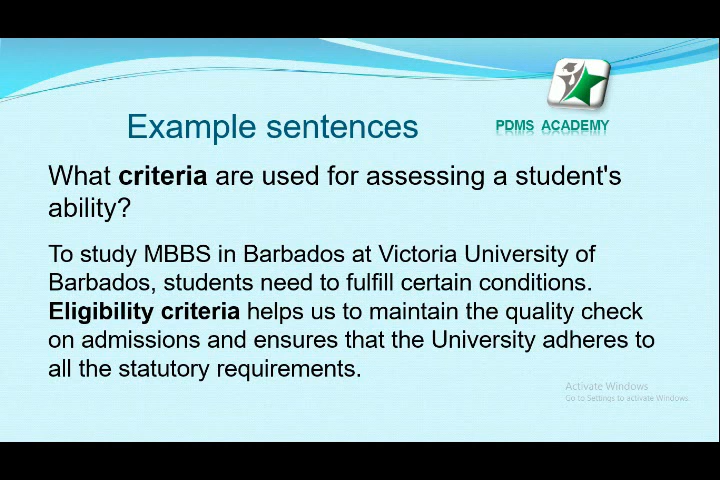 PDMS ACADEMY
Example sentences
What criteria are used for assessing a student's
ability?
To study MBBS in Barbados at Victoria University of
Barbados, students need to fulfill certain conditions.
Eligibility criteria helps us to maintain the quality check
on admissions and ensures that the University adheres to
all the statutory requirements.
Activate Windows
Go to Settings to activate Windows.